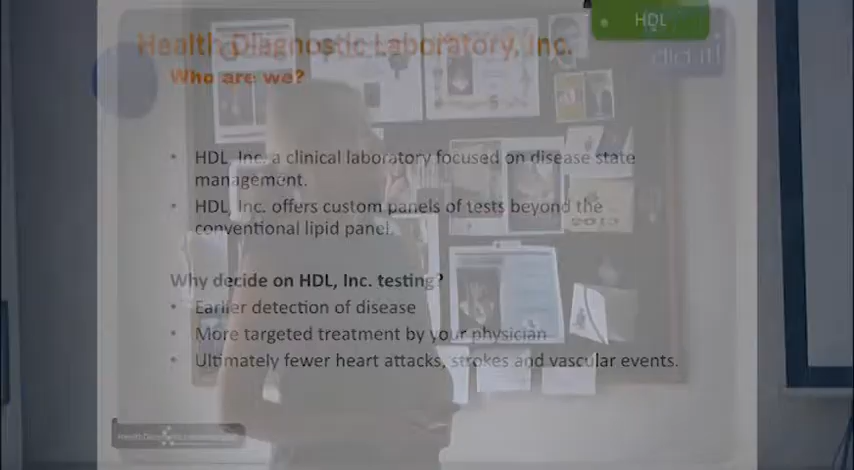 HDL
Health Diagnostic Laboratory, Inc.
Who are we?
• HDL, Inc. a clinical laboratory focused on disease state
management.
• HDL, Inc. offers custom panels of tests beyond the
conventional lipid panel.
Why decide on HDL, Inc. testing?
• Earlier detection of disease
• More targeted treatment by your physician
• Ultimately fewer heart attacks, strokes and vascular events.